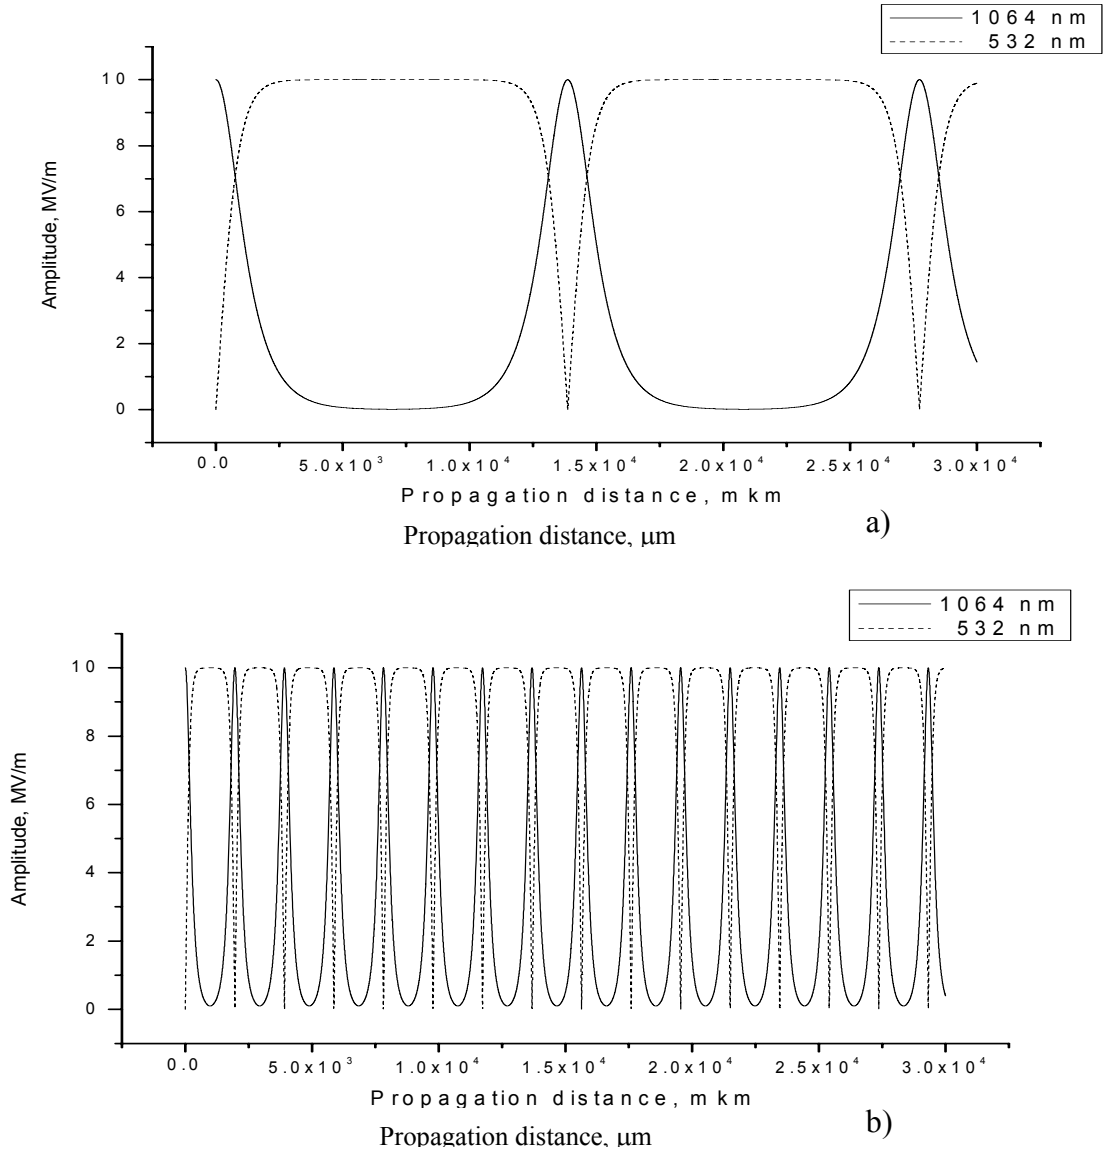 1064 nm
532 nm
10
8
6
4
2
0
Amplitude, MV/m
0.0 5.0x10³ 1.0x10⁴ 1.5x10⁴ 2.0x10⁴ 2.5x10⁴ 3.0x10⁴
Propagation distance, mkm
Propagation distance, μm
a)
1064 nm
532 nm
10
8
6
4
2
0
Amplitude, MV/m
0.0 5.0x10³ 1.0x10⁴ 1.5x10⁴ 2.0x10⁴ 2.5x10⁴ 3.0x10⁴
Propagation distance, mkm
Propagation distance, μm
b)